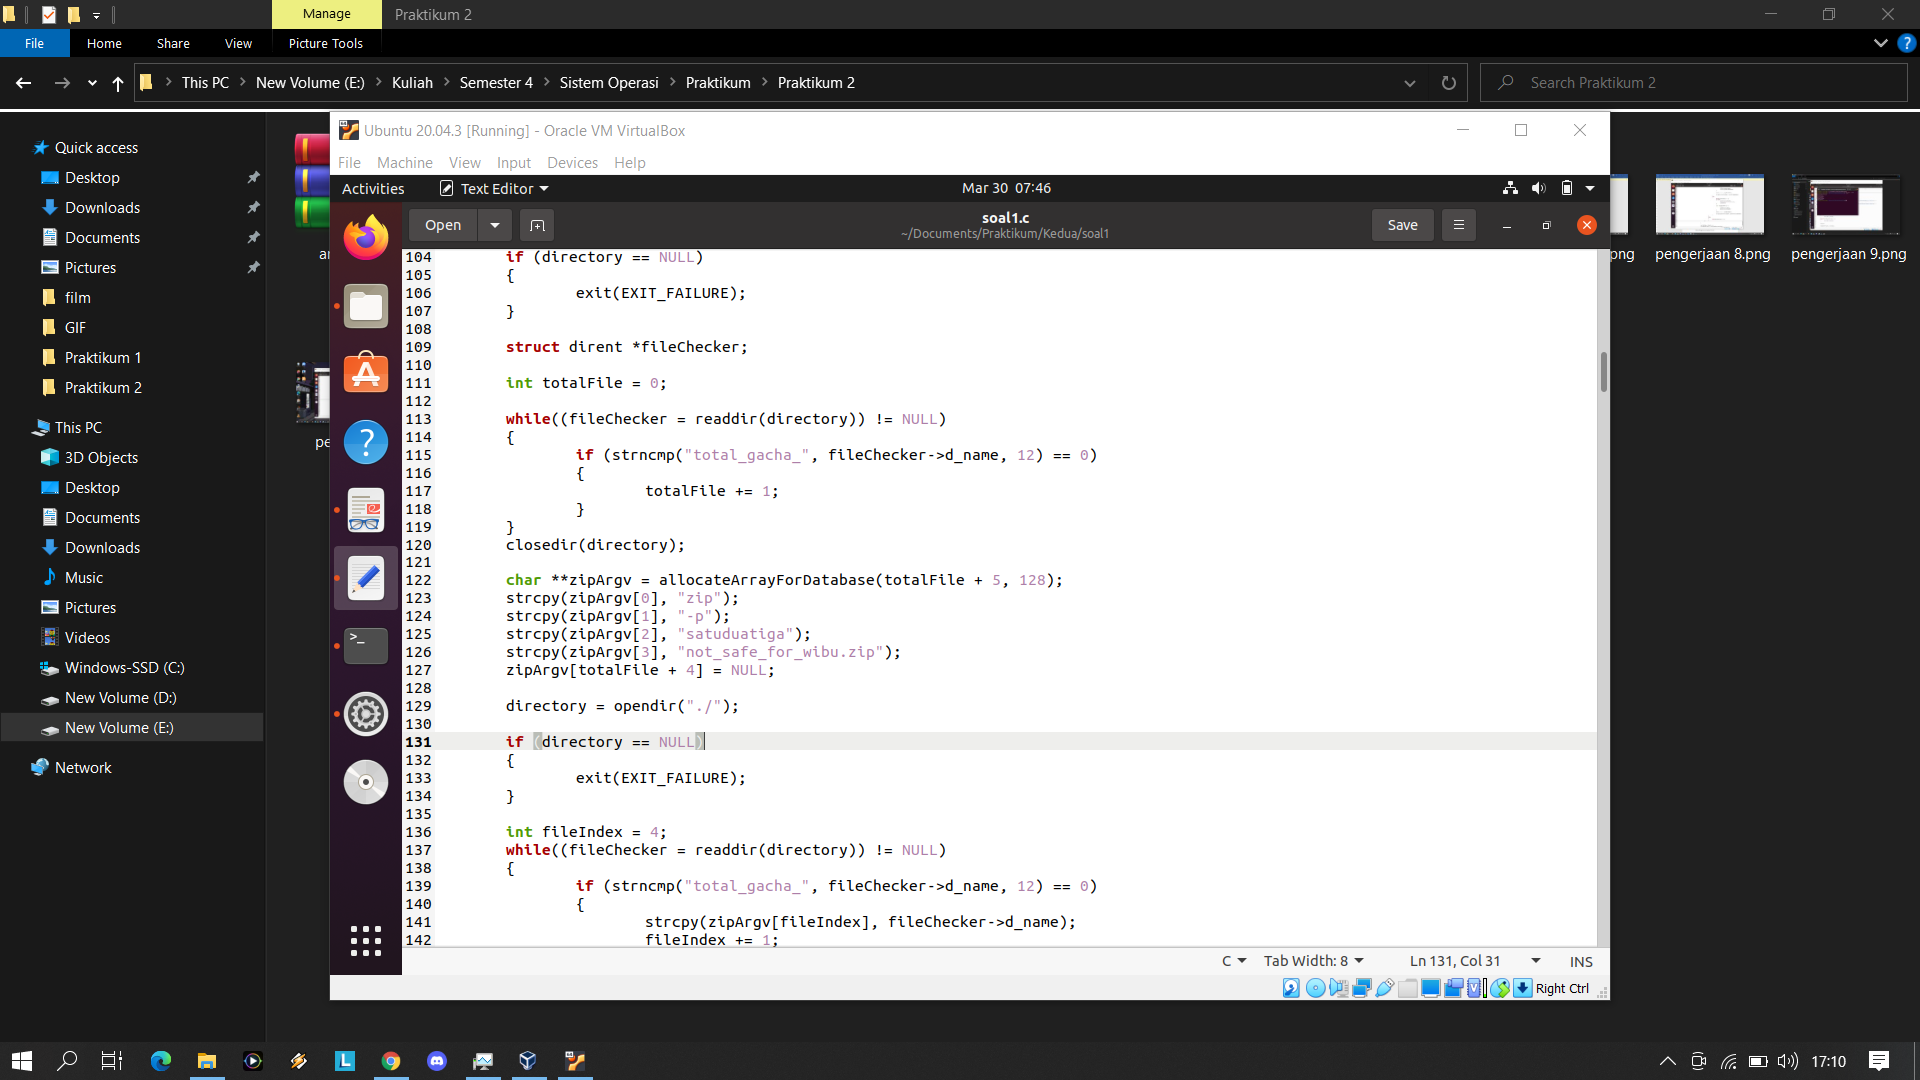 Manage
Praktikum 2
File
Home
Share
View
Picture Tools
This PC
New Volume (E:)
Kuliah
Semester 4
Sistem Operasi
Praktikum
Praktikum 2
Search Praktikum 2
Quick access
Desktop
Downloads
Documents
Pictures
film
GIF
Praktikum 1
Praktikum 2
This PC
3D Objects
Desktop
Documents
Downloads
Music
Pictures
Videos
Windows-SSD (C:)
New Volume (D:)
New Volume (E:)
Network
ar
pe
png
pengerjaan 8.png
pengerjaan 9.png
Ubuntu 20.04.3 [Running] - Oracle VM VirtualBox
File Machine View Input Devices Help
Activities
Text Editor
Mar 30 07:46
Open
soal1.c
~/Documents/Praktikum/Kedua/soal1
Save
104 if (directory == NULL)
105 {
106 exit(EXIT_FAILURE);
107 }
108
109 struct dirent *fileChecker;
110
111 int totalFile = 0;
112
113 while((fileChecker = readdir(directory)) != NULL)
114 {
115 if (strncmp("total_gacha_", fileChecker->d_name, 12) == 0)
116 {
117 totalFile += 1;
118 }
119 }
120 closedir(directory);
121
122 char **zipArgv = allocateArrayForDatabase(totalFile + 5, 128);
123 strcpy(zipArgv[0], "zip");
124 strcpy(zipArgv[1], "-p");
125 strcpy(zipArgv[2], "satuduatiga");
126 strcpy(zipArgv[3], "not_safe_for_wibu.zip");
127 zipArgv[totalFile + 4] = NULL;
128
129 directory = opendir("./");
130
131 if (directory == NULL)
132 {
133 exit(EXIT_FAILURE);
134 }
135
136 int fileIndex = 4;
137 while((fileChecker = readdir(directory)) != NULL)
138 {
139 if (strncmp("total_gacha_", fileChecker->d_name, 12) == 0)
140 {
141 strcpy(zipArgv[fileIndex], fileChecker->d_name);
142 fileIndex += 1;
C
Tab Width: 8
Ln 131, Col 31
INS
Right Ctrl
17:10